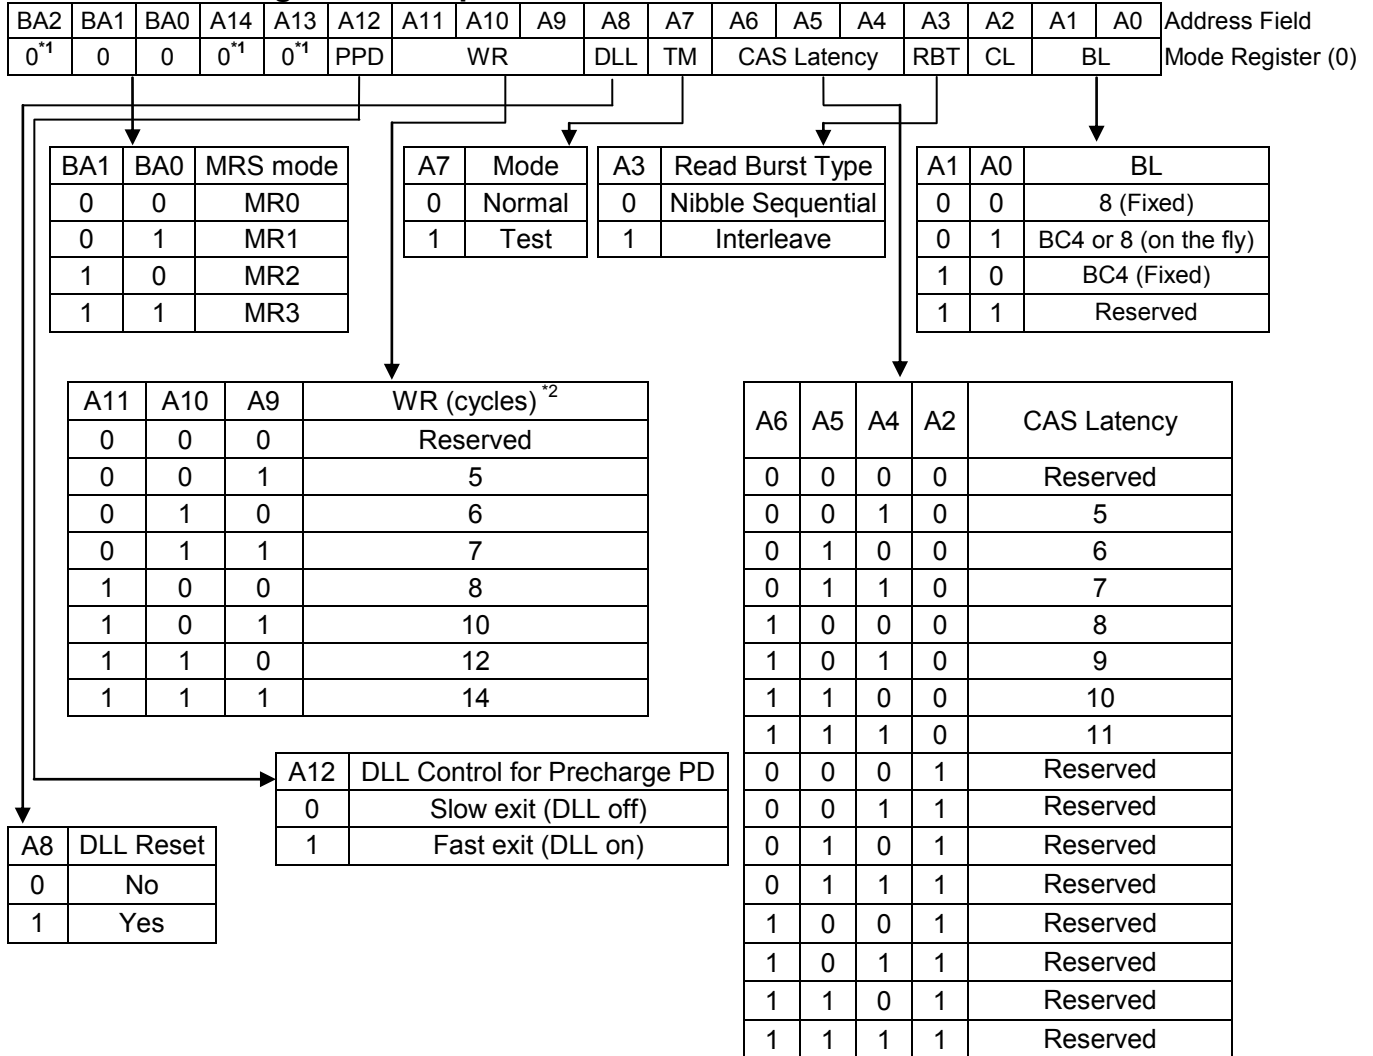 BA2 BA1 BA0 A14 A13 A12 A11 A10 A9 A8 A7 A6 A5 A4 A3 A2 A1 A0 Address Field
0*1 0 0 0*1 0*1 PPD WR DLL TM CAS Latency RBT CL BL Mode Register (0)
BA1 BA0 MRS mode
0 0 MR0
0 1 MR1
1 0 MR2
1 1 MR3
A7 Mode
0 Normal
1 Test
A3 Read Burst Type
0 Nibble Sequential
1 Interleave
A1 A0 BL
0 0 8 (Fixed)
0 1 BC4 or 8 (on the fly)
1 0 BC4 (Fixed)
1 1 Reserved
A11 A10 A9 WR (cycles) *2
0 0 0 Reserved
0 0 1 5
0 1 0 6
0 1 1 7
1 0 0 8
1 0 1 10
1 1 0 12
1 1 1 14
A6 A5 A4 A2 CAS Latency
0 0 0 0 Reserved
0 0 1 0 5
0 1 0 0 6
0 1 1 0 7
1 0 0 0 8
1 0 1 0 9
1 1 0 0 10
1 1 1 0 11
0 0 0 1 Reserved
0 0 1 1 Reserved
0 1 0 1 Reserved
0 1 1 1 Reserved
1 0 0 1 Reserved
1 0 1 1 Reserved
1 1 0 1 Reserved
1 1 1 1 Reserved
A12 DLL Control for Precharge PD
0 Slow exit (DLL off)
1 Fast exit (DLL on)
A8 DLL Reset
0 No
1 Yes